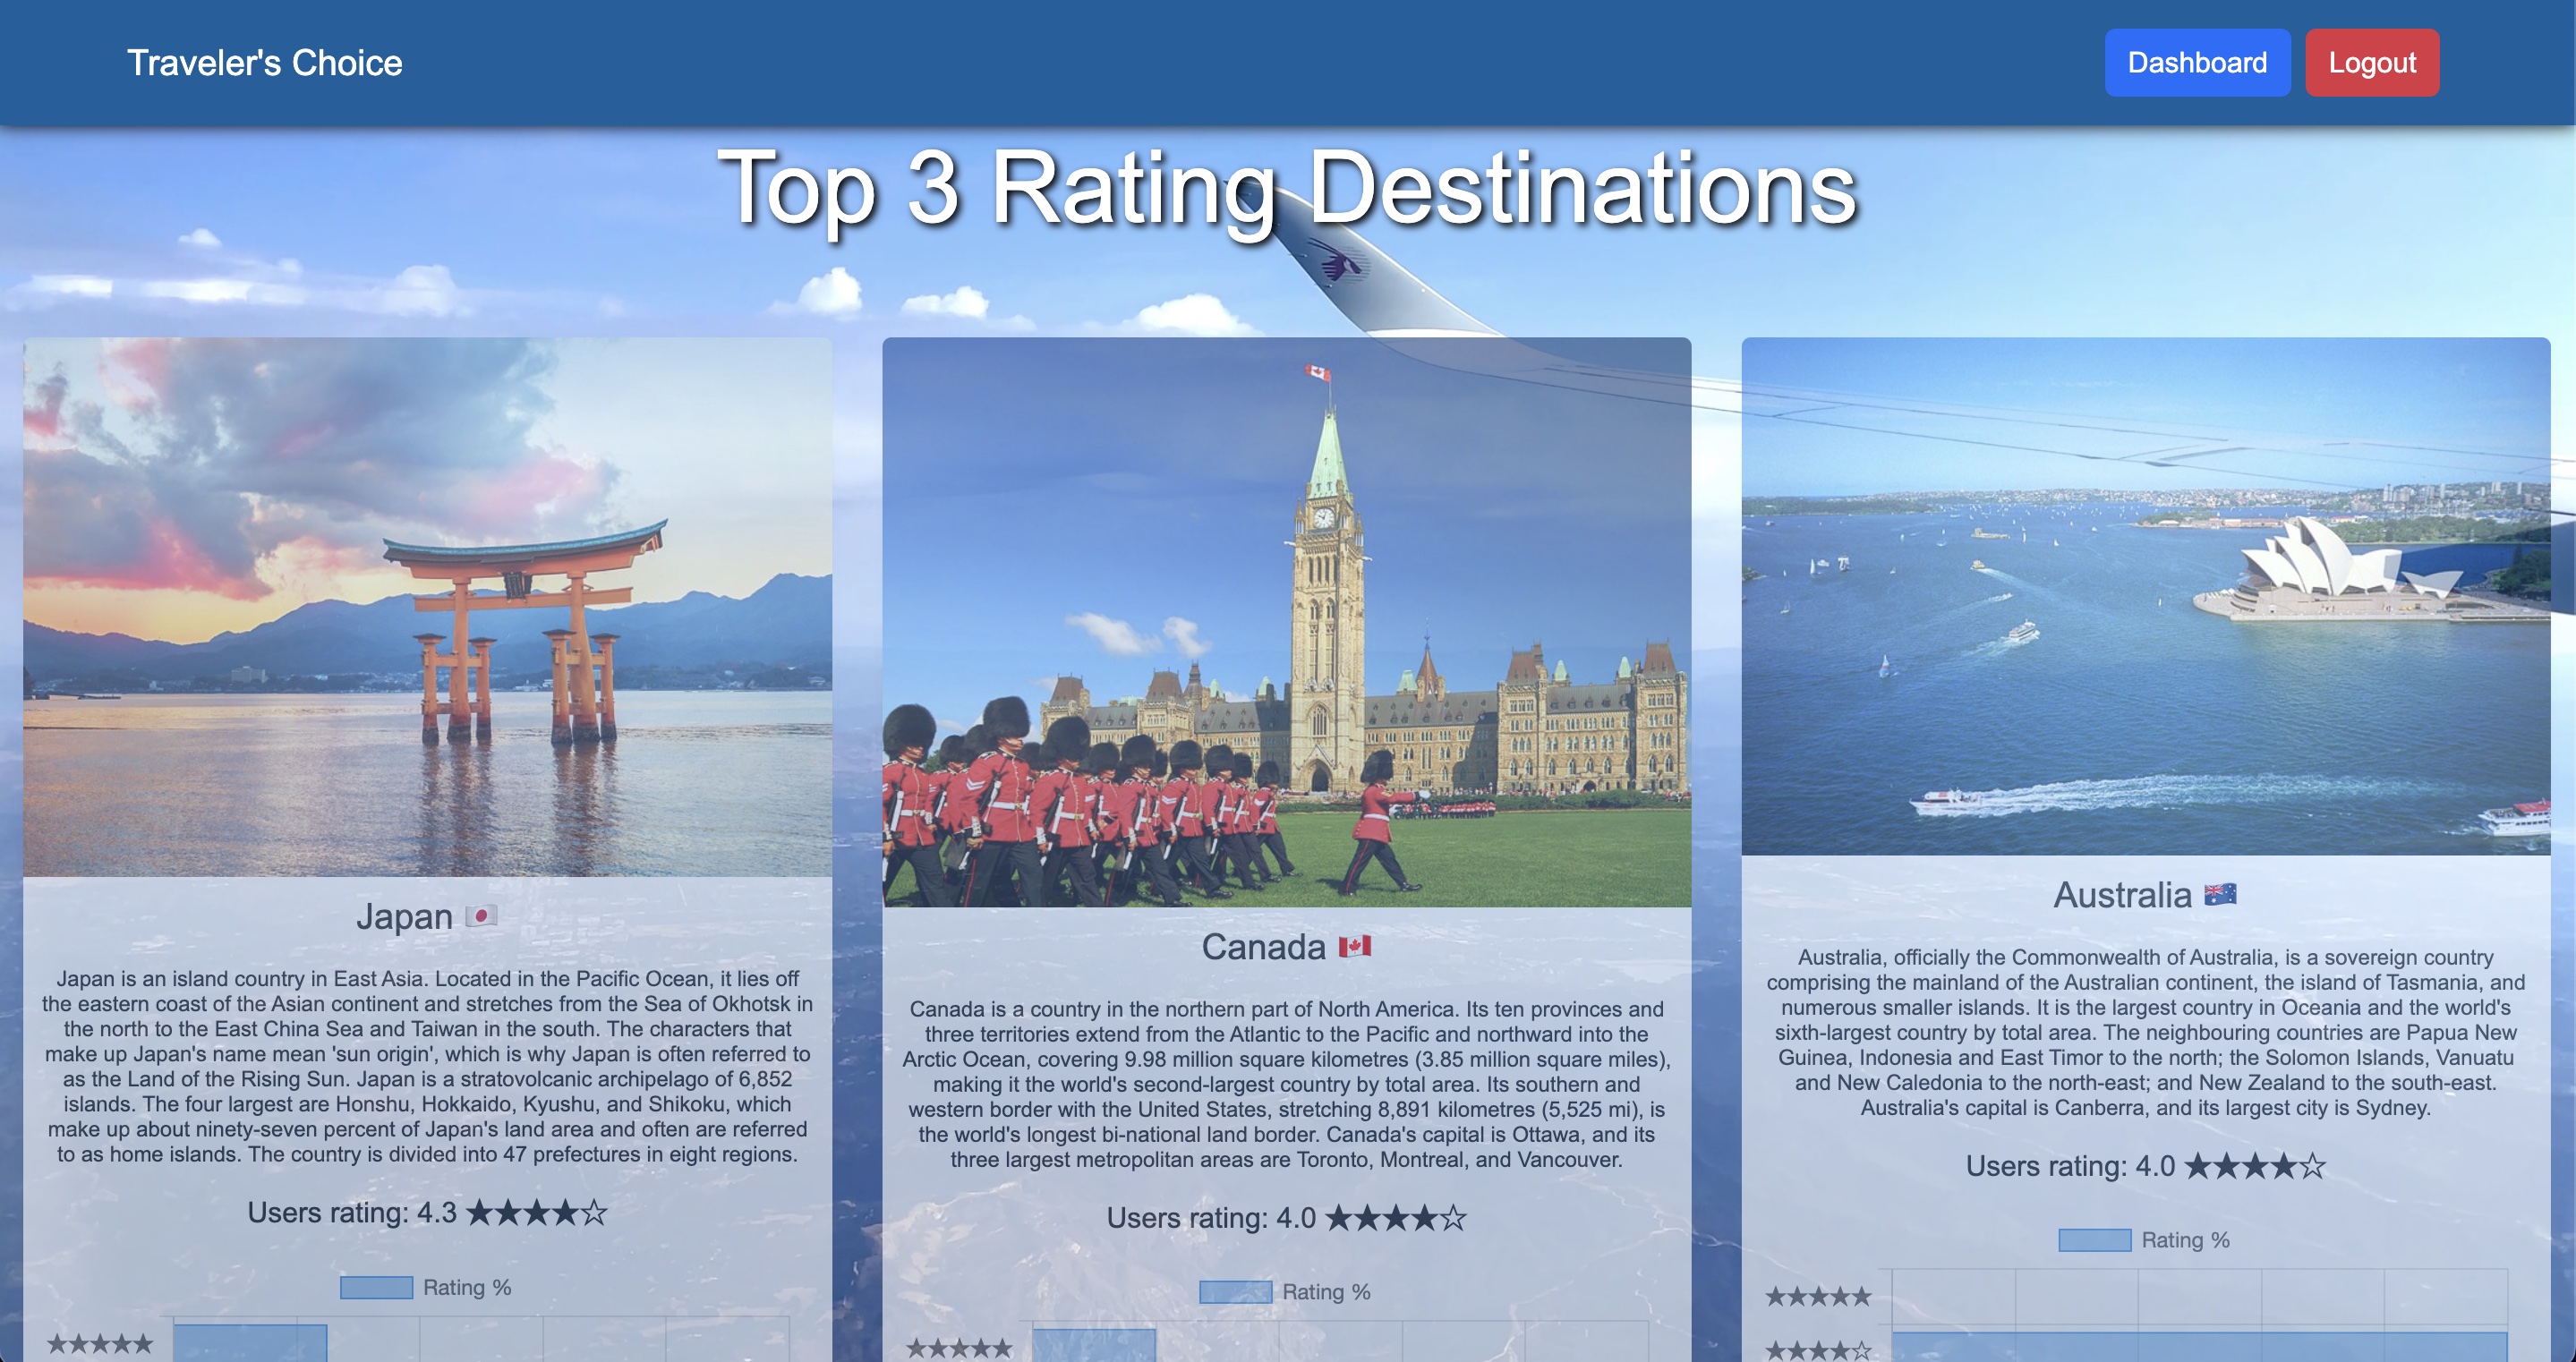 Traveler's Choice
Dashboard
Logout
Top 3 Rating Destinations
Japan 🇯🇵
Japan is an island country in East Asia. Located in the Pacific Ocean, it lies off
the eastern coast of the Asian continent and stretches from the Sea of Okhotsk in
the north to the East China Sea and Taiwan in the south. The characters that
make up Japan's name mean 'sun origin', which is why Japan is often referred to
as the Land of the Rising Sun. Japan is a stratovolcanic archipelago of 6,852
islands. The four largest are Honshu, Hokkaido, Kyushu, and Shikoku, which
make up about ninety-seven percent of Japan's land area and often are referred
to as home islands. The country is divided into 47 prefectures in eight regions.
Users rating: 4.3 ★★★★☆
Rating %
★★★★★
Canada 🇨🇦
Canada is a country in the northern part of North America. Its ten provinces and
three territories extend from the Atlantic to the Pacific and northward into the
Arctic Ocean, covering 9.98 million square kilometres (3.85 million square miles),
making it the world's second-largest country by total area. Its southern and
western border with the United States, stretching 8,891 kilometres (5,525 mi), is
the world's longest bi-national land border. Canada's capital is Ottawa, and its
three largest metropolitan areas are Toronto, Montreal, and Vancouver.
Users rating: 4.0 ★★★★☆
Rating %
★★★★★
Australia 🇦🇺
Australia, officially the Commonwealth of Australia, is a sovereign country
comprising the mainland of the Australian continent, the island of Tasmania, and
numerous smaller islands. It is the largest country in Oceania and the world's
sixth-largest country by total area. The neighbouring countries are Papua New
Guinea, Indonesia and East Timor to the north; the Solomon Islands, Vanuatu
and New Caledonia to the north-east; and New Zealand to the south-east.
Australia's capital is Canberra, and its largest city is Sydney.
Users rating: 4.0 ★★★★☆
Rating %
★★★★★
★★★★☆